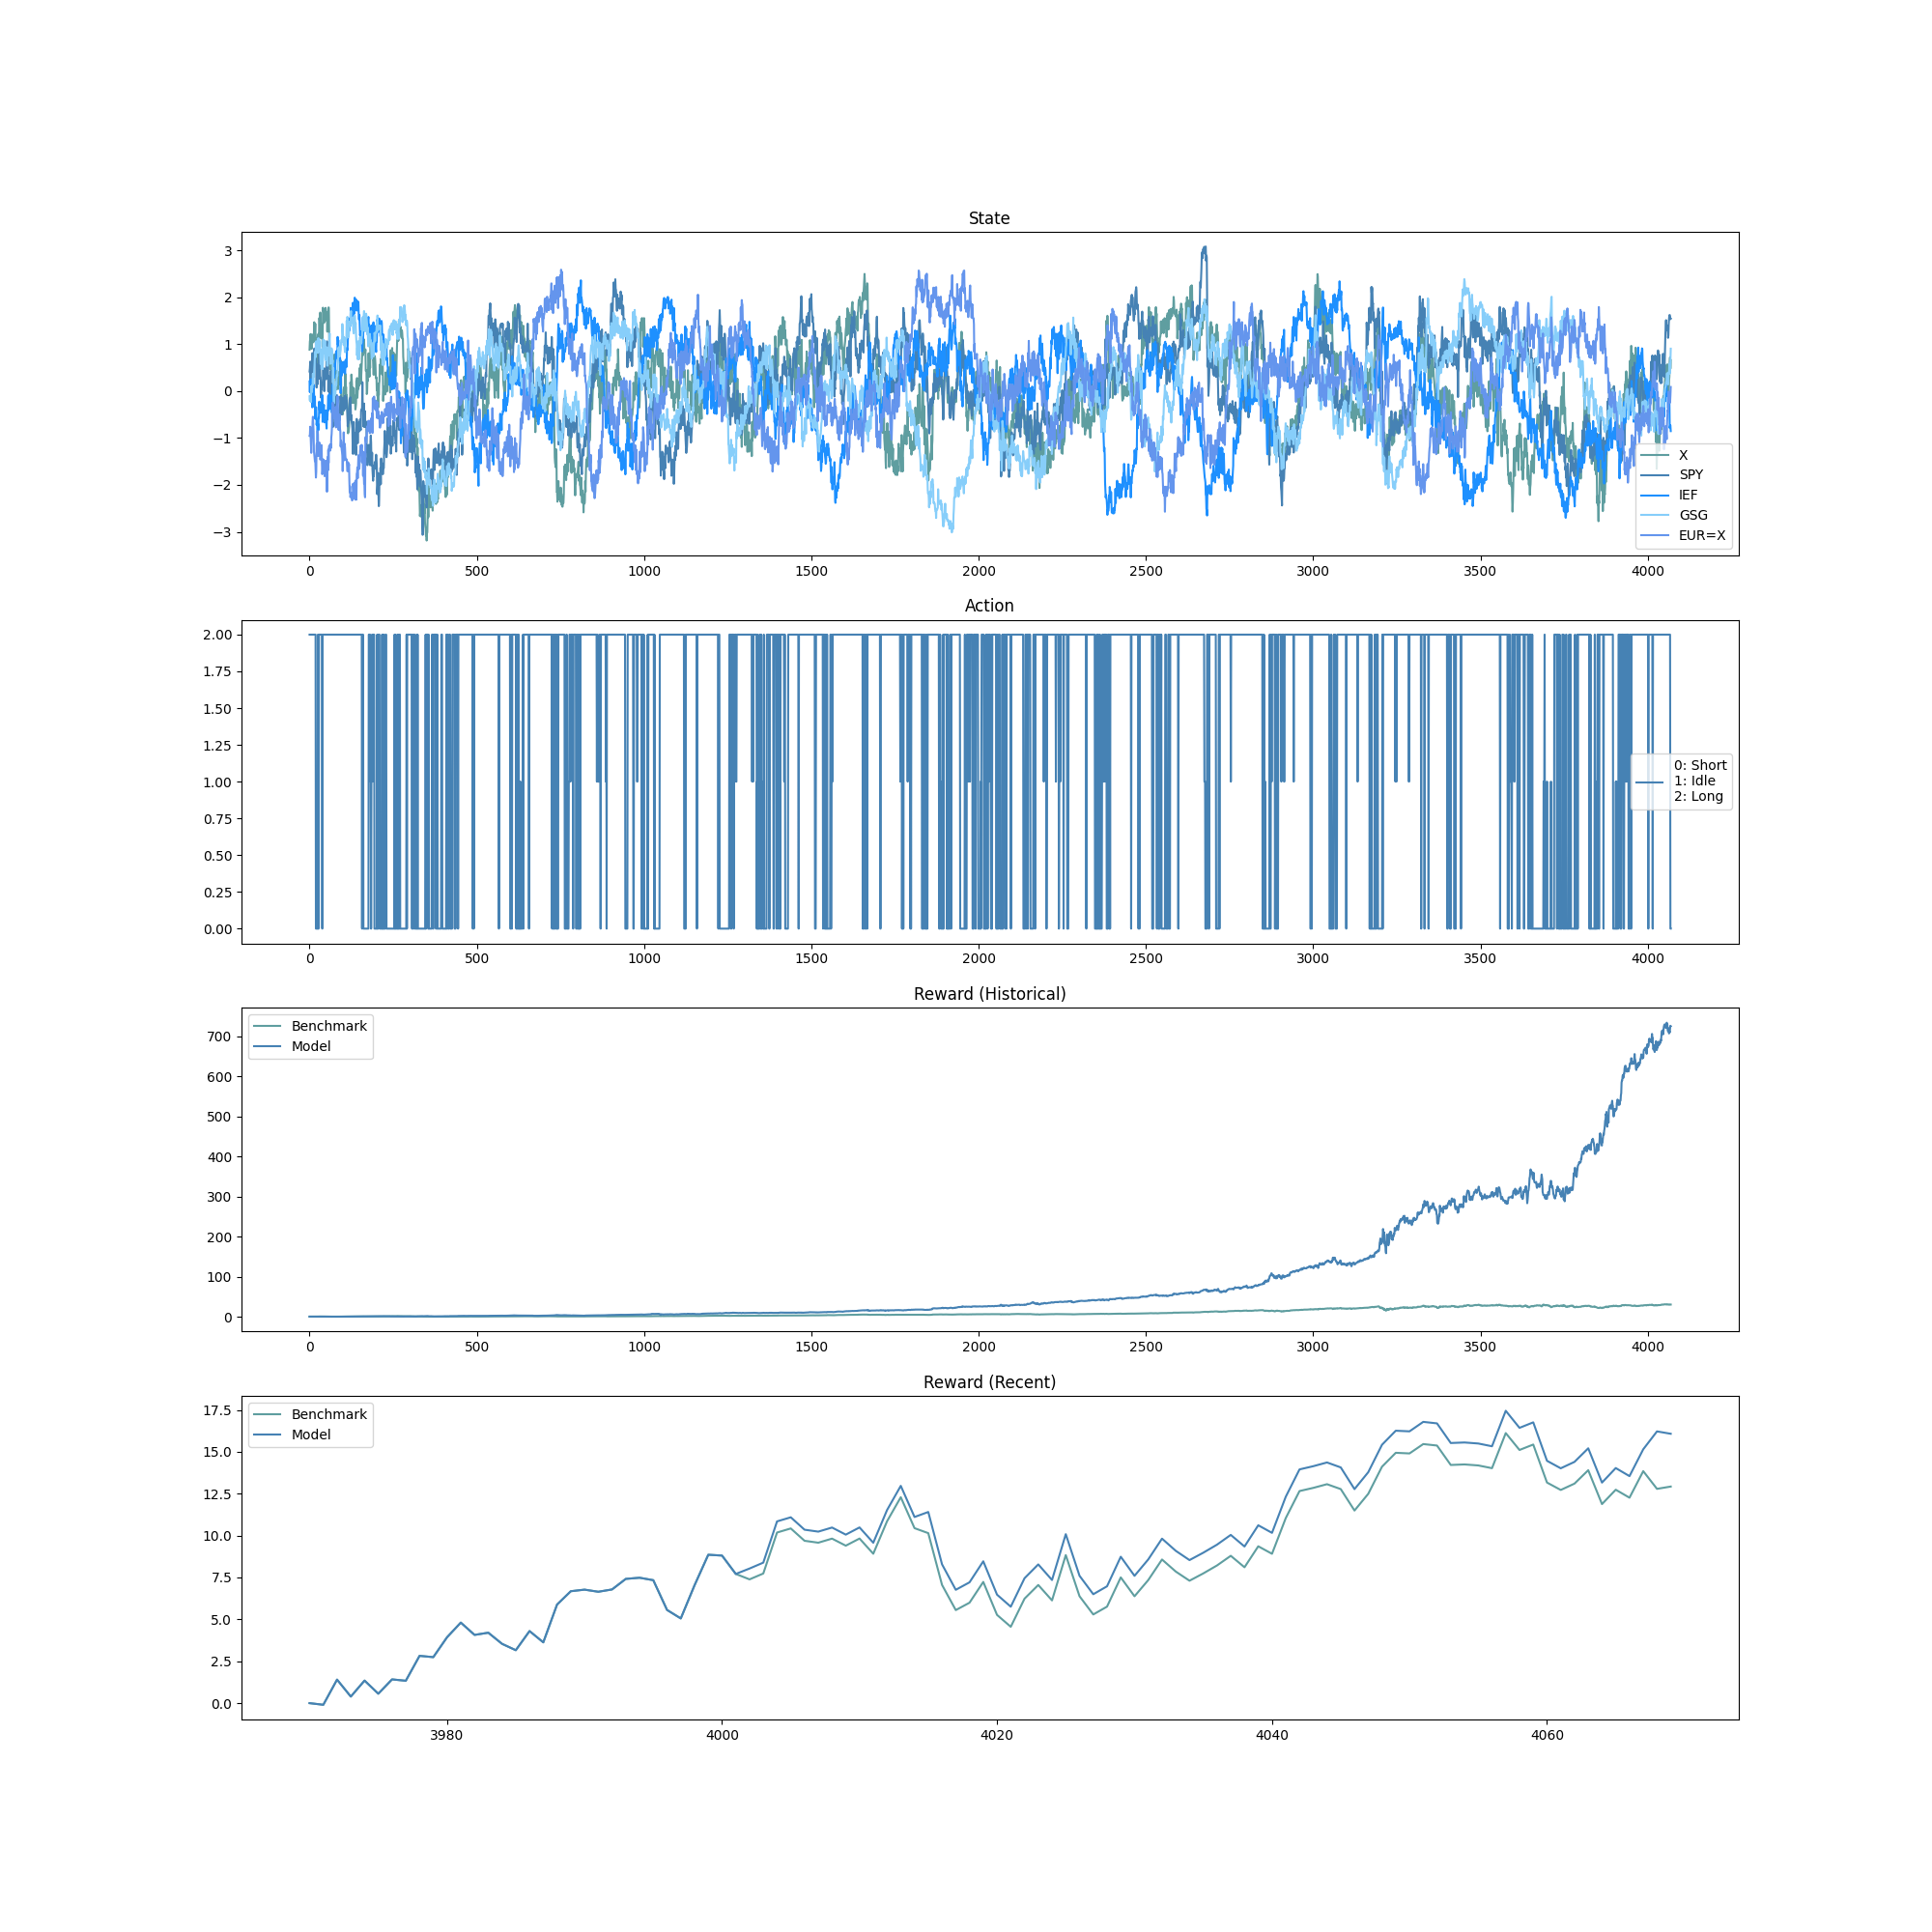 State
3
2
1
0
−1
−2
−3
X
SPY
IEF
GSG
EUR=X
0 500 1000 1500 2000 2500 3000 3500 4000
Action
2.00
1.75
1.50
1.25
1.00
0.75
0.50
0.25
0.00
0: Short
1: Idle
2: Long
0 500 1000 1500 2000 2500 3000 3500 4000
Reward (Historical)
Benchmark
Model
700
600
500
400
300
200
100
0
0 500 1000 1500 2000 2500 3000 3500 4000
Reward (Recent)
Benchmark
Model
17.5
15.0
12.5
10.0
7.5
5.0
2.5
0.0
3980 4000 4020 4040 4060